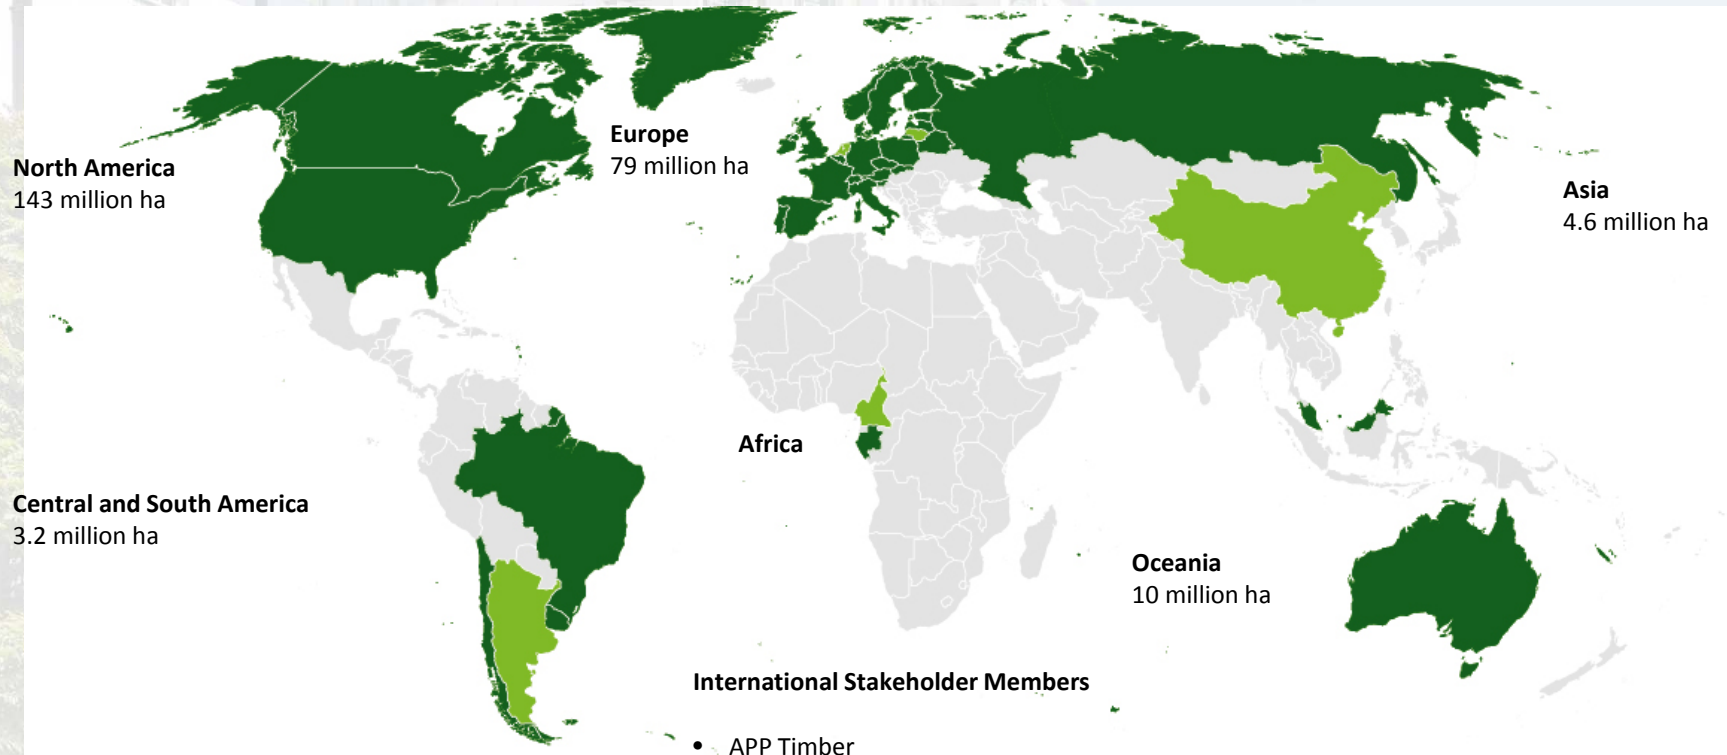 North America
143 million ha
Europe
79 million ha
Asia
4.6 million ha
Africa
Central and South America
3.2 million ha
Oceania
10 million ha
International Stakeholder Members
• APP Timber